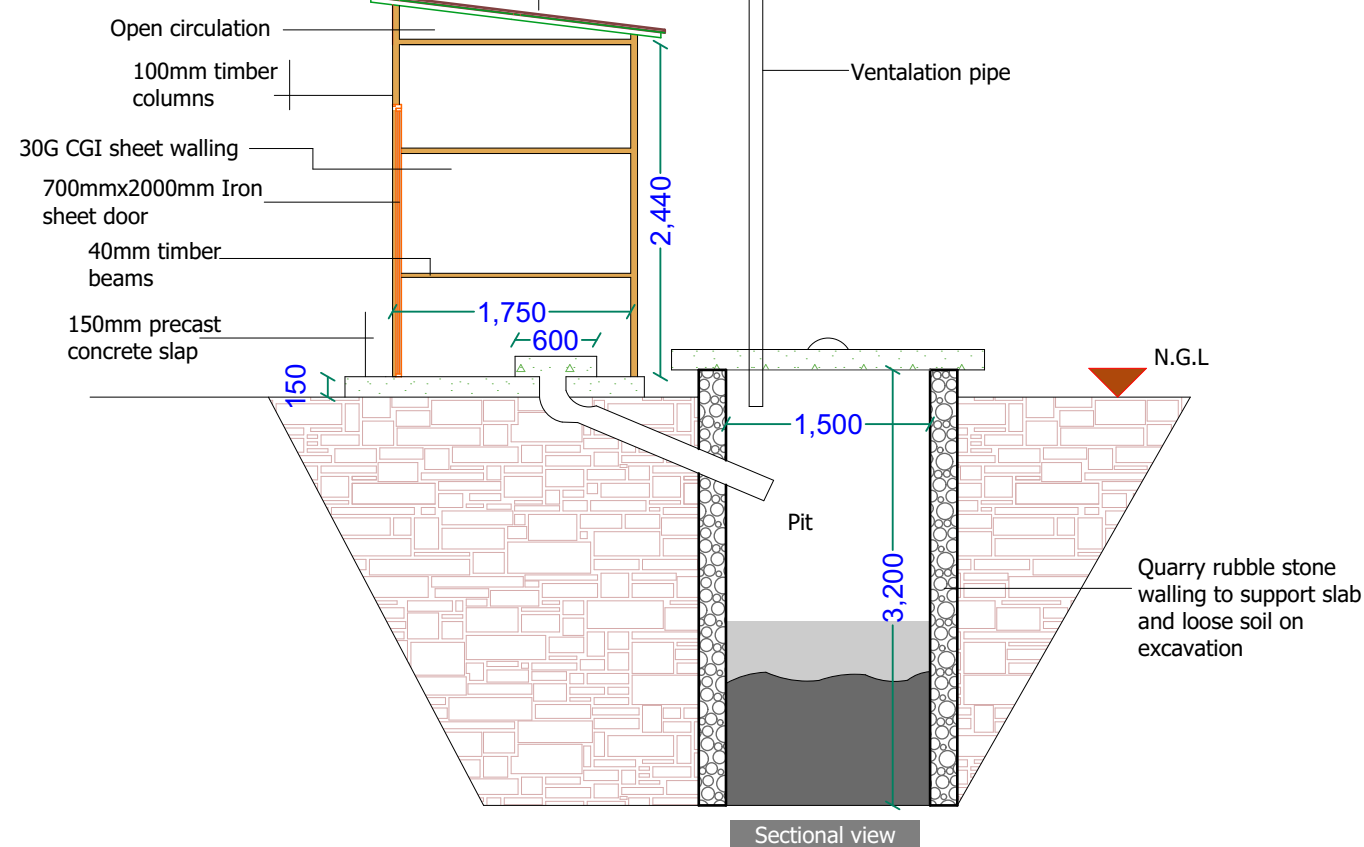 Open circulation
100mm timber
columns
30G CGI sheet walling
700mmx2000mm Iron
sheet door
40mm timber
beams
150mm precast
concrete slap
Ventalation pipe
2,440
1,750
600
150
N.G.L
1,500
Pit
3,200
Quarry rubble stone
walling to support slab
and loose soil on
excavation
Sectional view